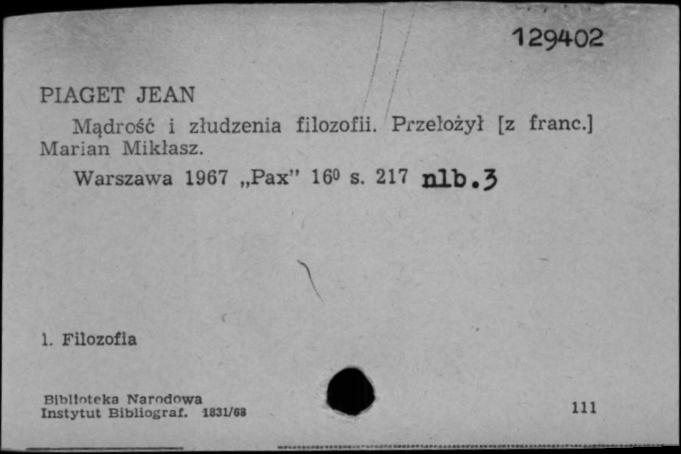 129402
PIAGET JEAN
Mądrość i złudzenia filozofii. Przełożył [z franc.]
Marian Mikłasz.
Warszawa 1967 „Pax” 16⁰ s. 217 nlb.3
1. Filozofia
Biblioteka Narodowa
Instytut Bibliograf. 1831/68
111